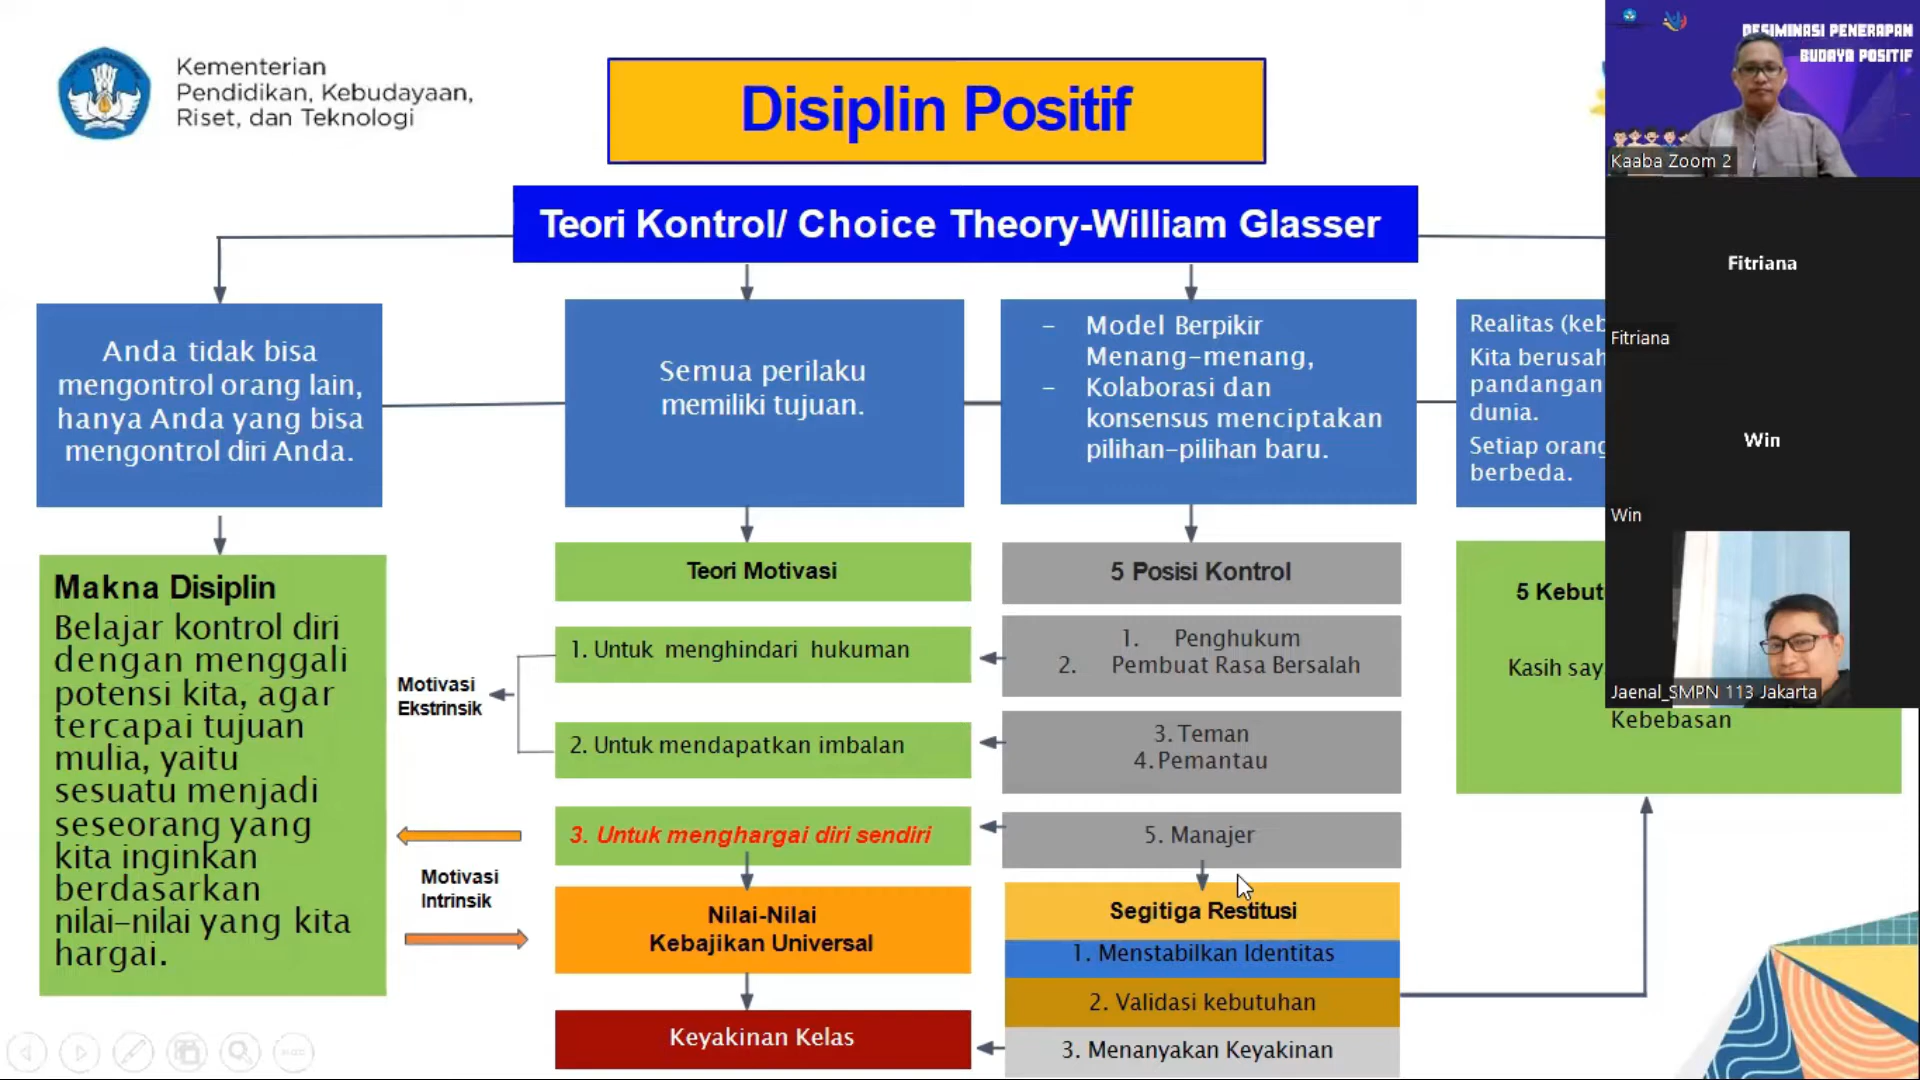 Kementerian
Pendidikan, Kebudayaan,
Riset, dan Teknologi
Disiplin Positif
Teori Kontrol/ Choice Theory-William Glasser
Anda tidak bisa
mengontrol orang lain,
hanya Anda yang bisa
mengontrol diri Anda.
Semua perilaku
memiliki tujuan.
– Model Berpikir
Menang-menang,
– Kolaborasi dan
konsensus menciptakan
pilihan-pilihan baru.
Realitas (keb
Kita berusah
pandangan
dunia.
Setiap orang
berbeda.
Makna Disiplin
Belajar kontrol diri
dengan menggali
potensi kita, agar
tercapai tujuan
mulia, yaitu
sesuatu menjadi
seseorang yang
kita inginkan
berdasarkan
nilai-nilai yang kita
hargai.
Motivasi
Ekstrinsik
Motivasi
Intrinsik
Teori Motivasi
1. Untuk menghindari hukuman
2. Untuk mendapatkan imbalan
3. Untuk menghargai diri sendiri
Nilai-Nilai
Kebajikan Universal
Keyakinan Kelas
5 Posisi Kontrol
1. Penghukum
2. Pembuat Rasa Bersalah
3. Teman
4. Pemantau
5. Manajer
Segitiga Restitusi
1. Menstabilkan Identitas
2. Validasi kebutuhan
3. Menanyakan Keyakinan
5 Kebut
Kasih say
Kebebasan
DESIMINASI PENERAPAN
BUDAYA POSITIF
Kaaba Zoom 2
Fitriana
Fitriana
Win
Win
Jaenal_SMPN 113 Jakarta